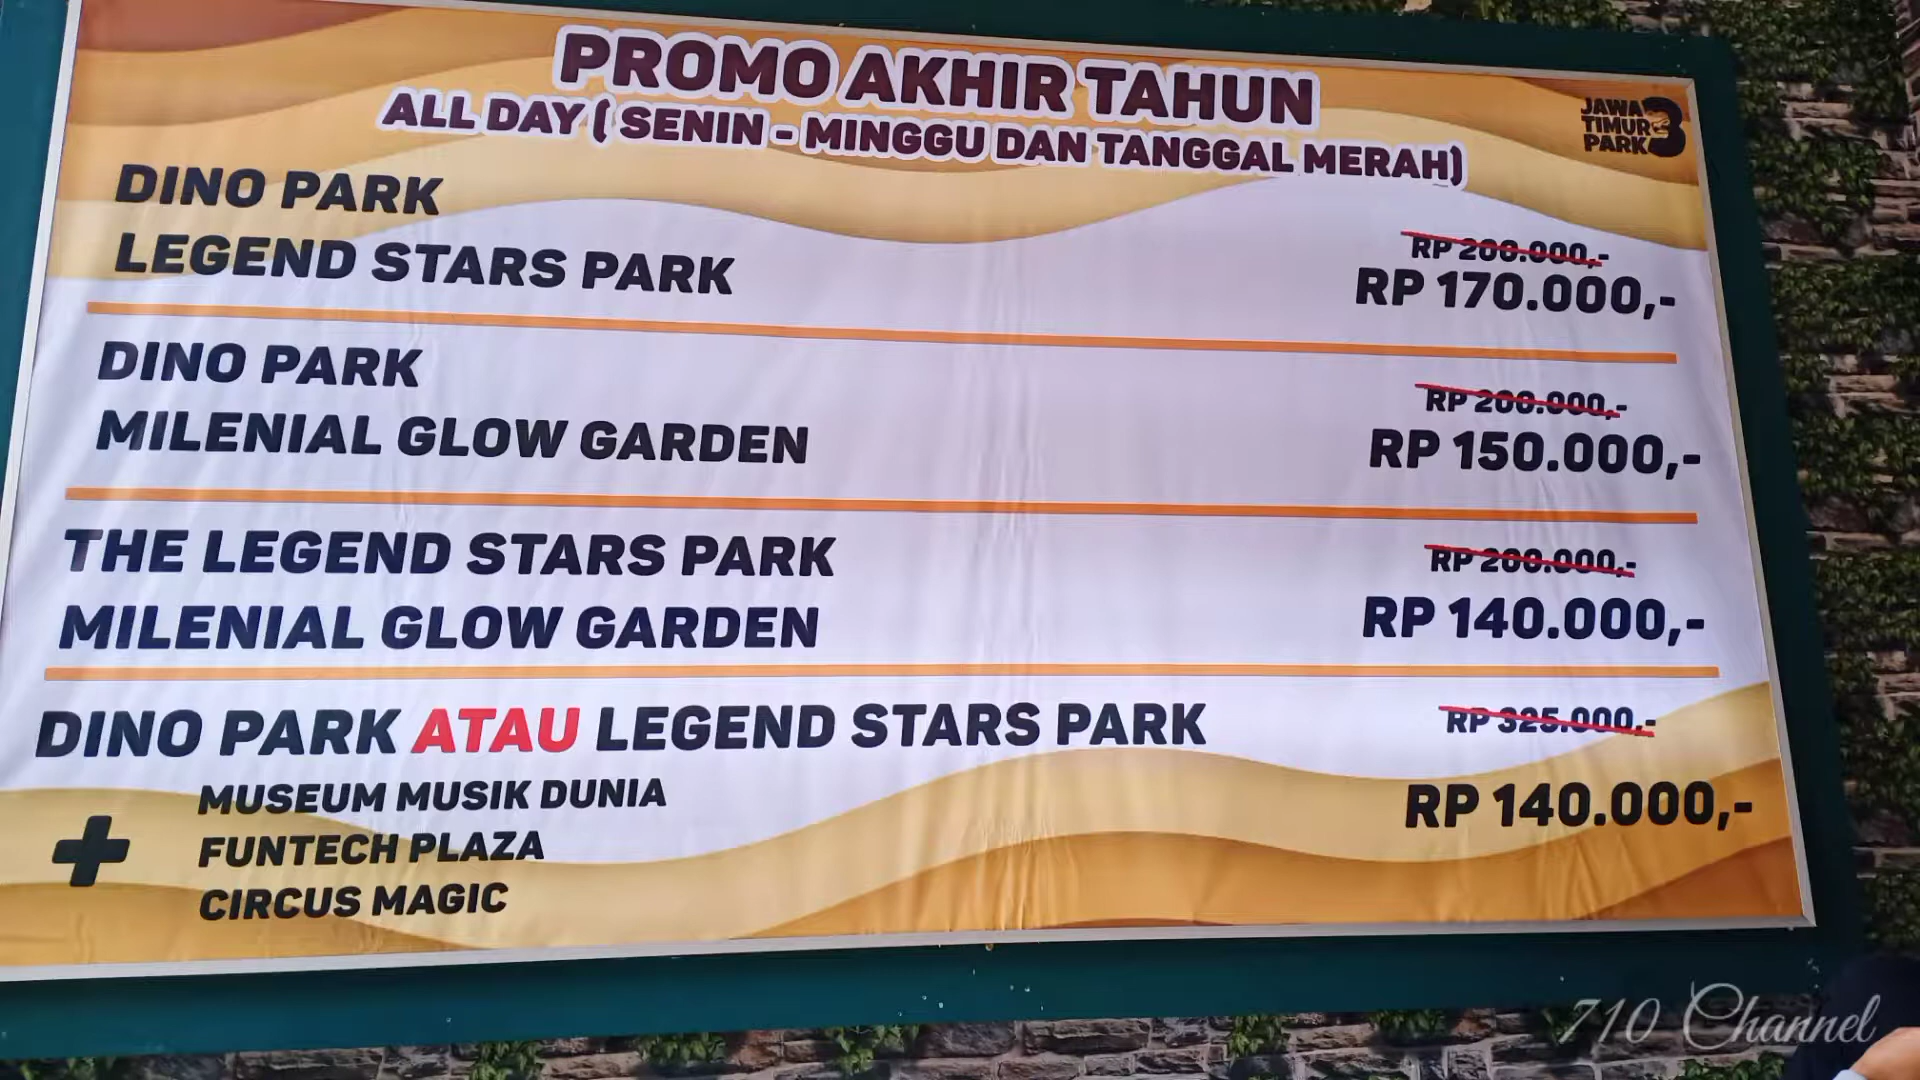 PROMO AKHIR TAHUN
ALL DAY ( SENIN - MINGGU DAN TANGGAL MERAH)
JAWA
TIMUR
PARK 3
DINO PARK
LEGEND STARS PARK
RP 200.000,-
RP 170.000,-
DINO PARK
MILENIAL GLOW GARDEN
RP 200.000,-
RP 150.000,-
THE LEGEND STARS PARK
MILENIAL GLOW GARDEN
RP 200.000,-
RP 140.000,-
DINO PARK ATAU LEGEND STARS PARK
RP 325.000,-
RP 140.000,-
+ MUSEUM MUSIK DUNIA
FUNTECH PLAZA
CIRCUS MAGIC
710 Channel